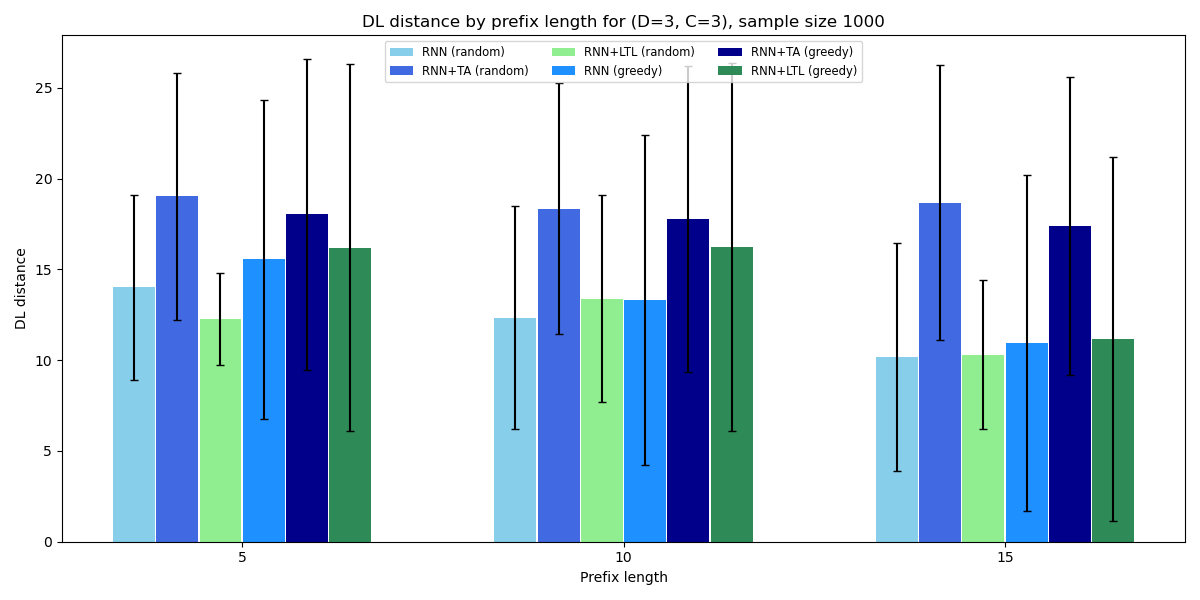 DL distance by prefix length for (D=3, C=3), sample size 1000
RNN (random)
RNN+TA (random)
RNN+LTL (random)
RNN (greedy)
RNN+TA (greedy)
RNN+LTL (greedy)
DL distance
25
20
15
10
5
0
5
10
15
Prefix length